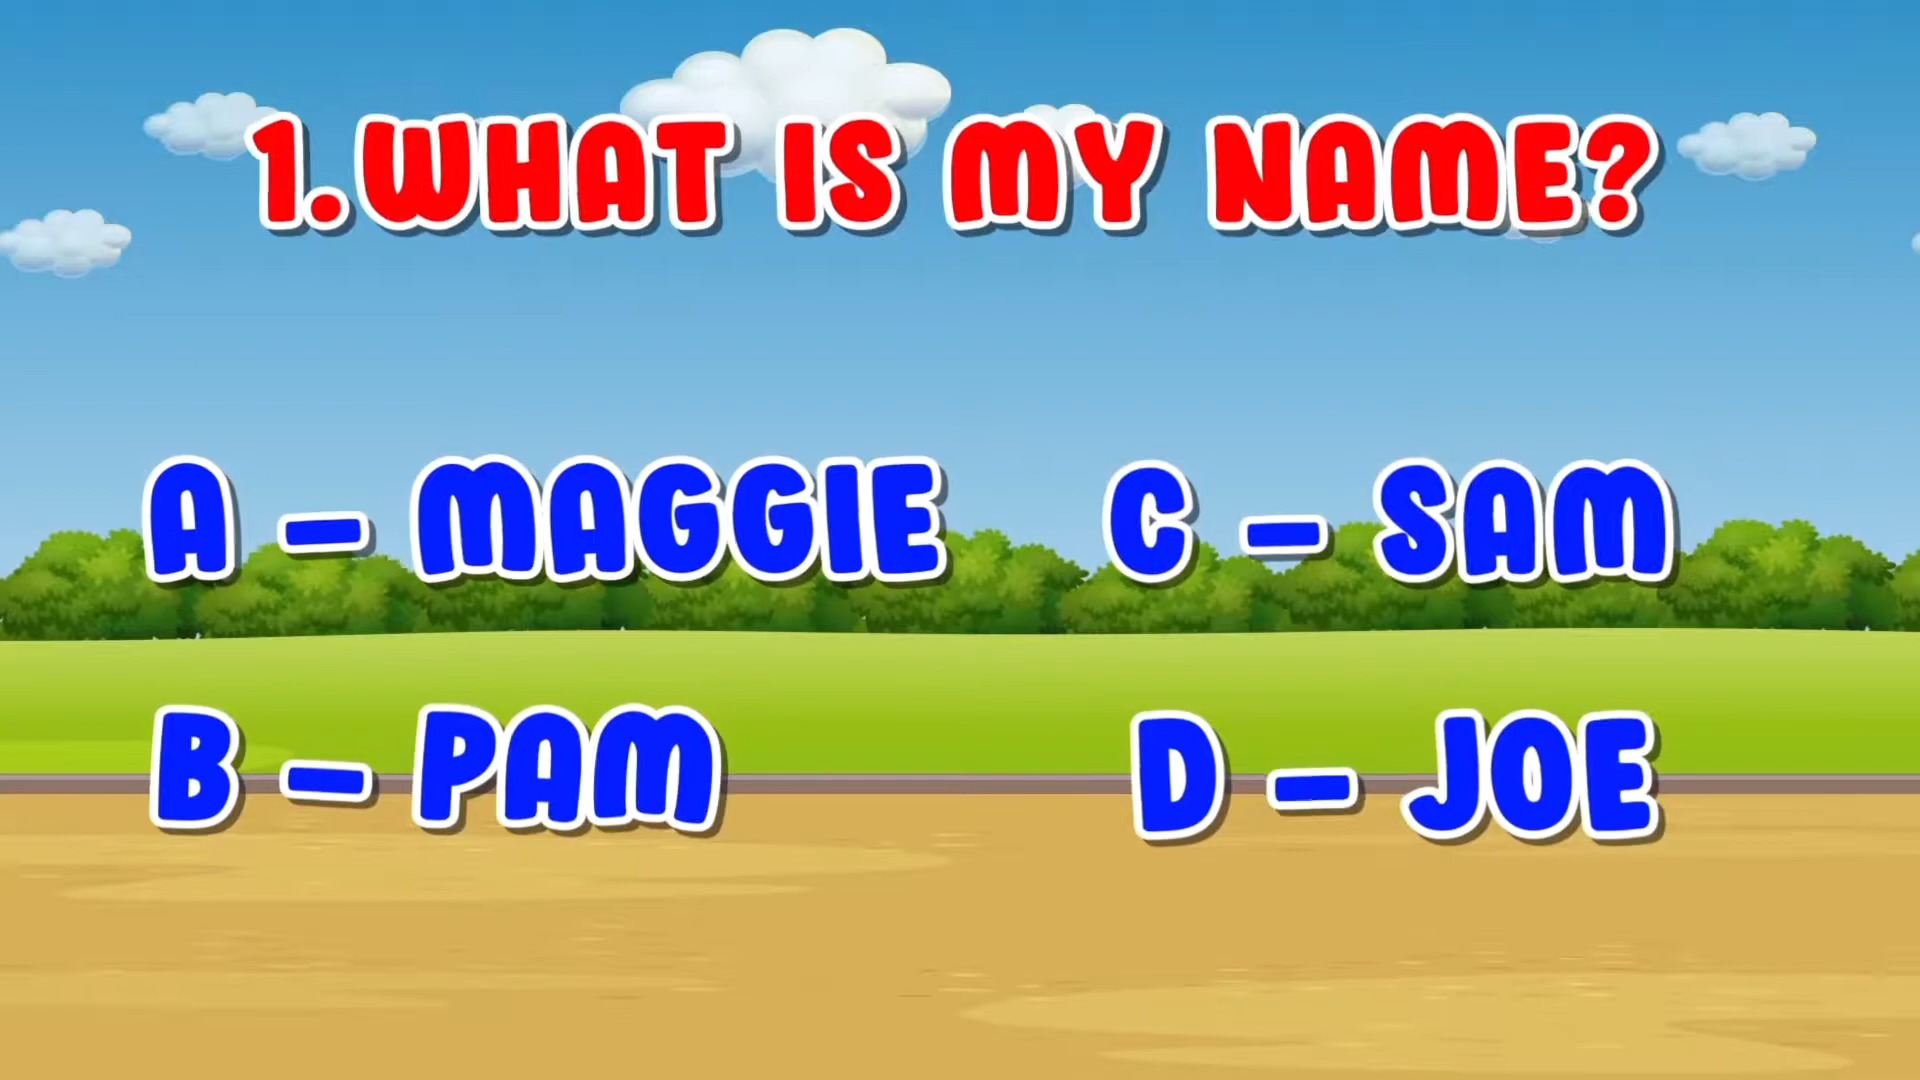 1. WHAT IS MY NAME?
A - MAGGIE
B - PAM
C - SAM
D - JOE